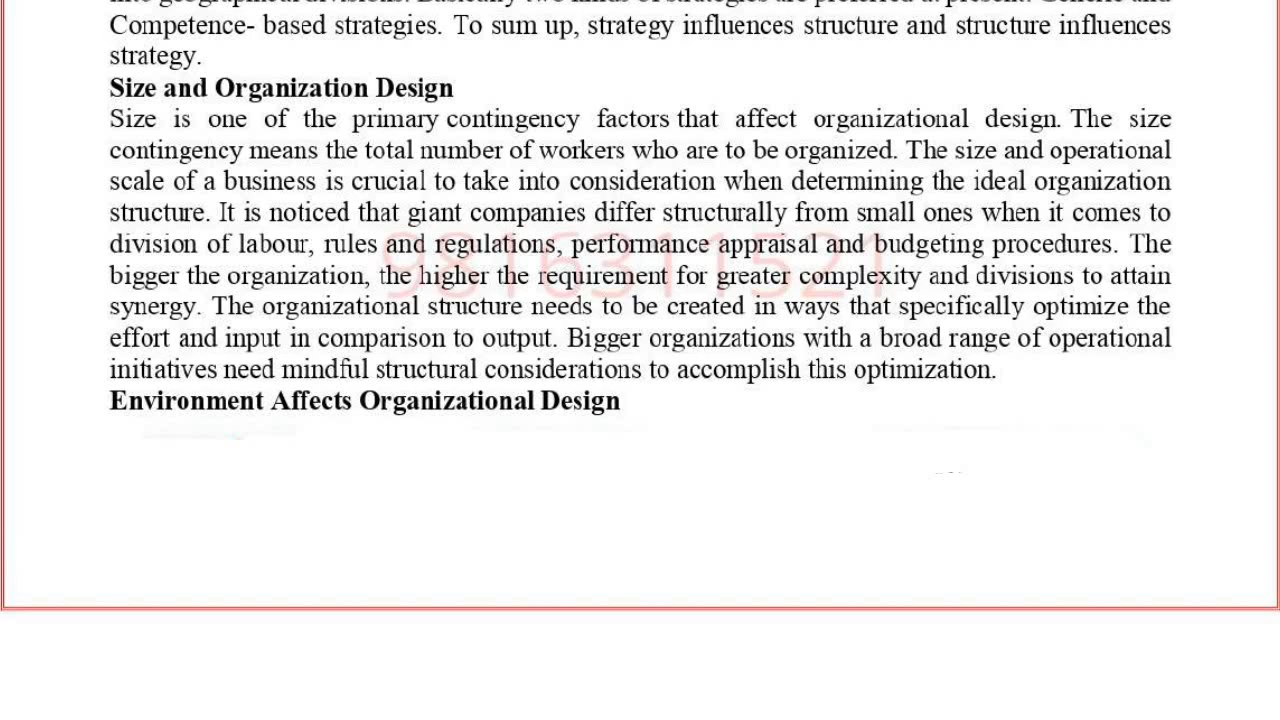 Competence- based strategies. To sum up, strategy influences structure and structure influences
strategy.
Size and Organization Design
Size is one of the primary contingency factors that affect organizational design. The size
contingency means the total number of workers who are to be organized. The size and operational
scale of a business is crucial to take into consideration when determining the ideal organization
structure. It is noticed that giant companies differ structurally from small ones when it comes to
division of labour, rules and regulations, performance appraisal and budgeting procedures. The
9816311521
bigger the organization, the higher the requirement for greater complexity and divisions to attain
synergy. The organizational structure needs to be created in ways that specifically optimize the
effort and input in comparison to output. Bigger organizations with a broad range of operational
initiatives need mindful structural considerations to accomplish this optimization.
Environment Affects Organizational Design